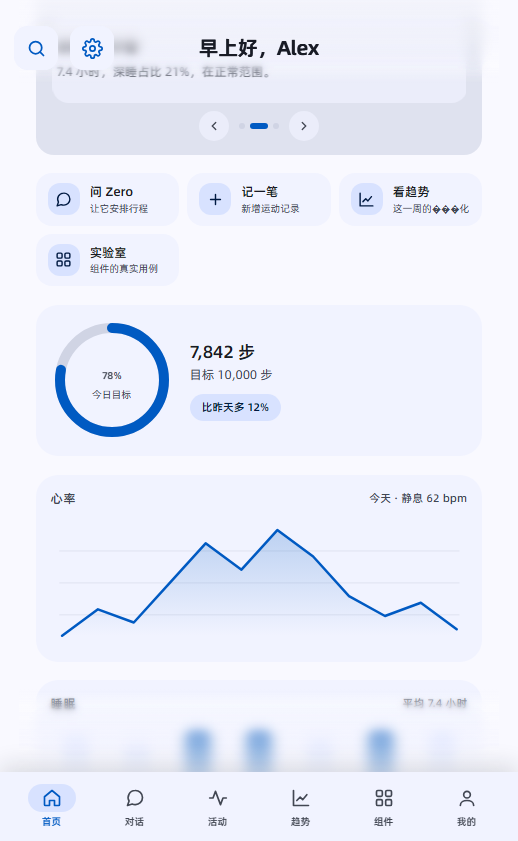 早上好，Alex
7.4 小时，深睡占比 21%，在正常范围。
问 Zero
让它安排行程
记一笔
新增运动记录
看趋势
这一周的���化
实验室
组件的真实用例
78%
今日目标
7,842 步
目标 10,000 步
比昨天多 12%
心率
今天 · 静息 62 bpm
睡眠
平均 7.4 小时
首页
对话
活动
趋势
组件
我的